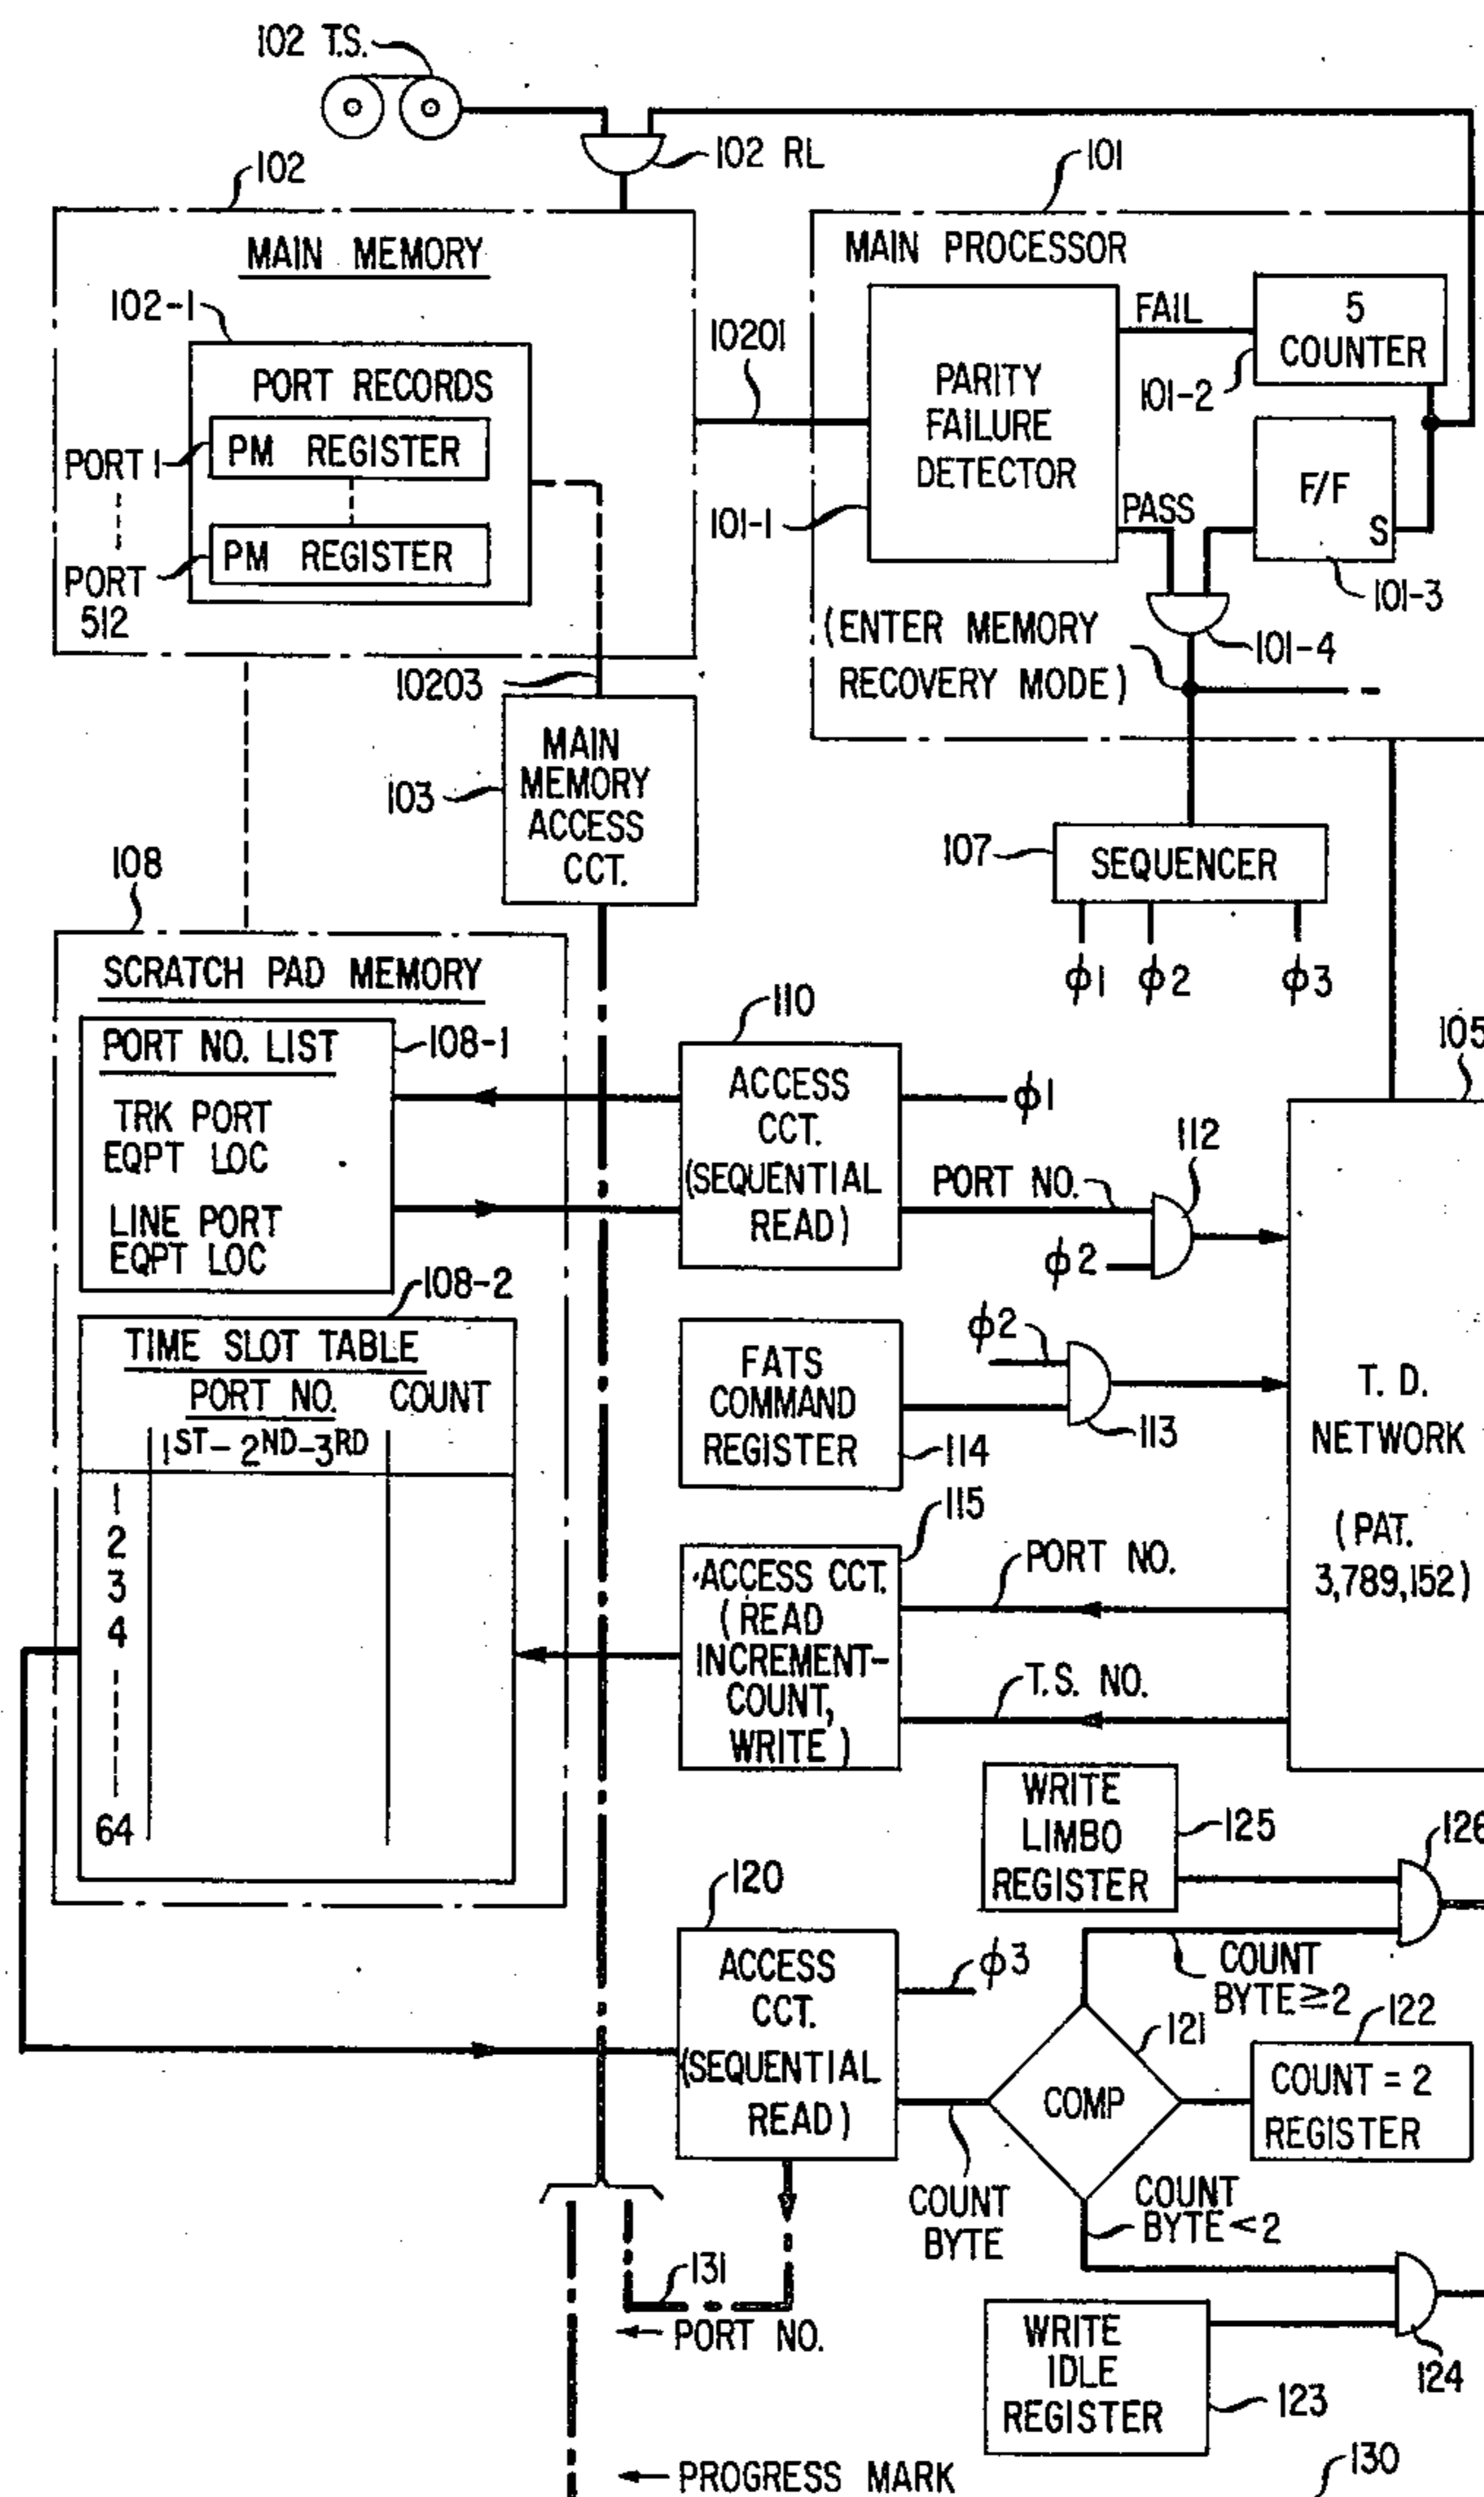 102 T.S.
102 RL
102
101
MAIN MEMORY
MAIN PROCESSOR
102-1
FAIL
5
COUNTER
10201
PORT RECORDS
PARITY
FAILURE
DETECTOR
101-2
PORT 1
PM REGISTER
F/F
S
101-1
PASS
PM REGISTER
PORT
512
101-3
(ENTER MEMORY
RECOVERY MODE)
101-4
10203
MAIN
MEMORY
ACCESS
CCT.
103
107
SEQUENCER
108
ϕ1 ϕ2 ϕ3
SCRATCH PAD MEMORY
110
105
PORT NO. LIST
108-1
TRK PORT
EQPT LOC
LINE PORT
EQPT LOC
ACCESS
CCT.
(SEQUENTIAL
READ)
ϕ1
112
PORT NO.
ϕ2
108-2
TIME SLOT TABLE
PORT NO. COUNT
1ST-2ND-3RD
1
2
3
4
64
FATS
COMMAND
REGISTER
114
ϕ2
113
T. D.
NETWORK
(PAT.
3,789,152)
115
ACCESS CCT.
(READ
INCREMENT-
COUNT,
WRITE)
PORT NO.
T.S. NO.
WRITE
LIMBO
REGISTER
125
126
120
ACCESS
CCT.
(SEQUENTIAL
READ)
ϕ3
COUNT
BYTE≧2
121
122
COMP
COUNT = 2
REGISTER
COUNT
BYTE
COUNT
BYTE<2
131
PORT NO.
WRITE
IDLE
REGISTER
124
123
130
PROGRESS MARK